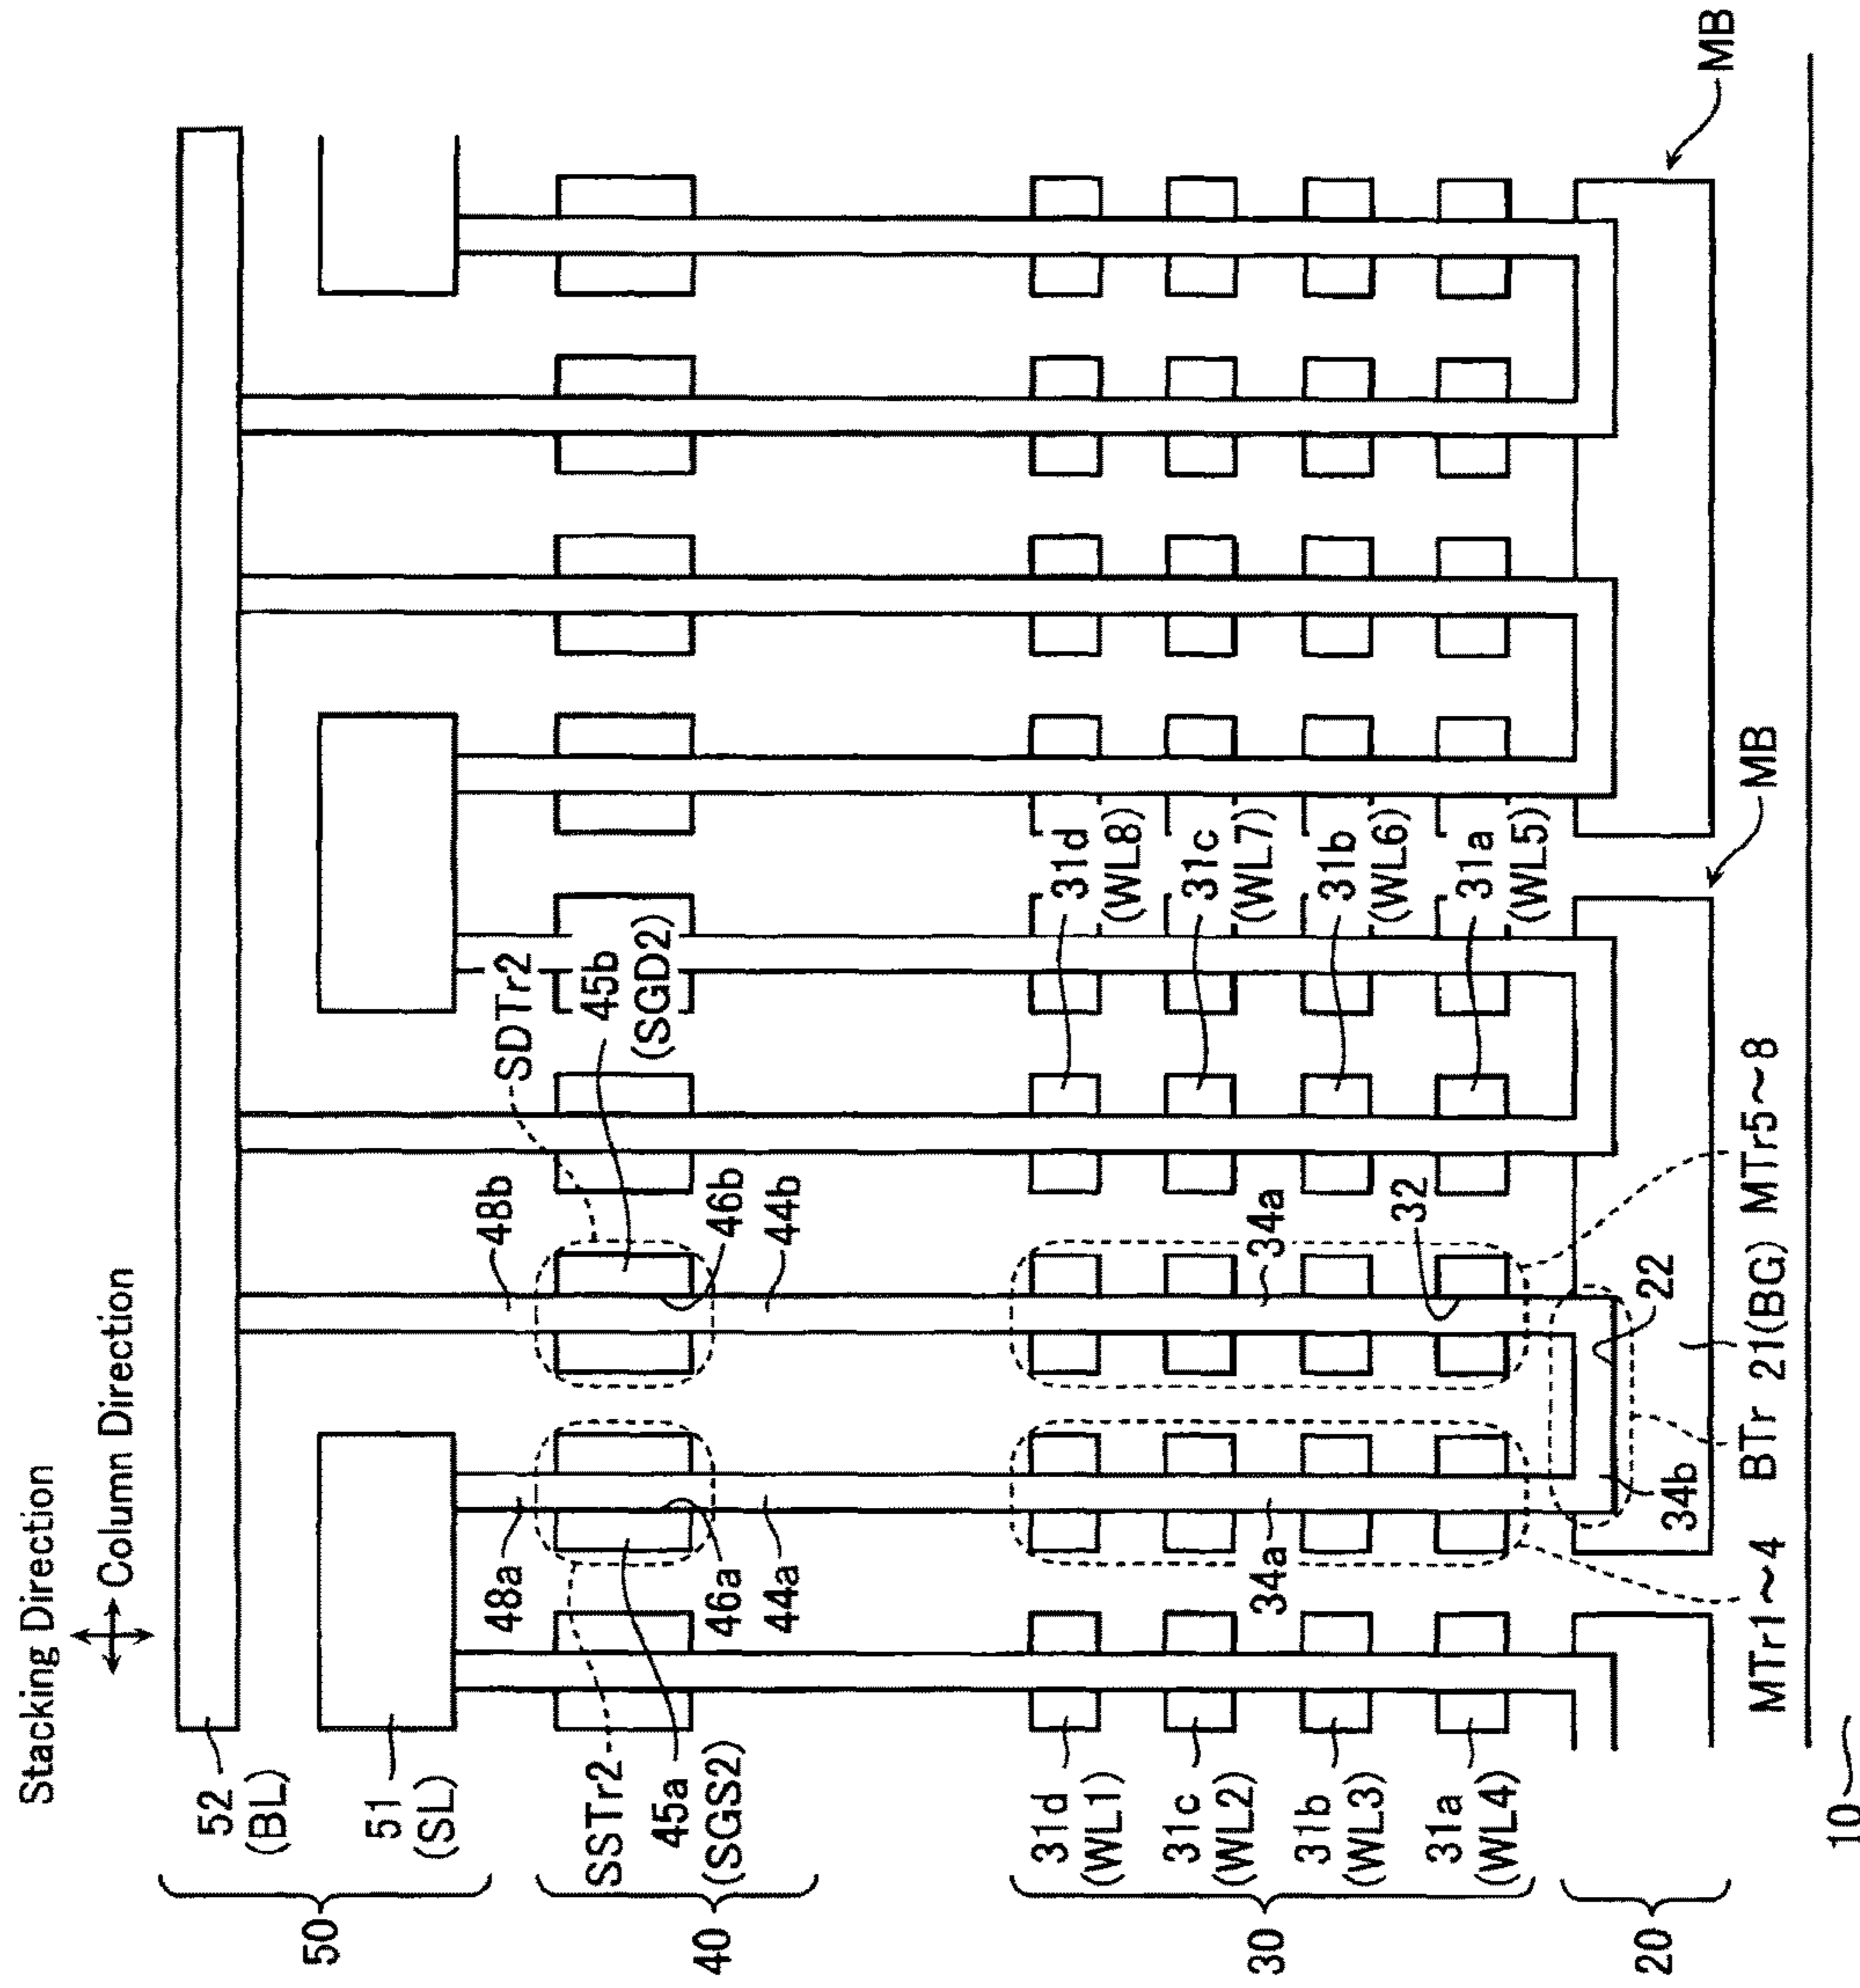 Stacking Direction
Column Direction
52
(BL)
51
(SL)
50
48a
48b
SDTr2
45b
(SGD2)
SSTr2
45a
(SGS2)
46a
46b
44a
44b
40
31d
(WL1)
31c
(WL2)
31b
(WL3)
31a
(WL4)
30
34a
34a
32
31d
(WL8)
31c
(WL7)
31b
(WL6)
31a
(WL5)
20
34b
22
MTr1~4
BTr
21(BG)
MTr5~8
MB
MB
10